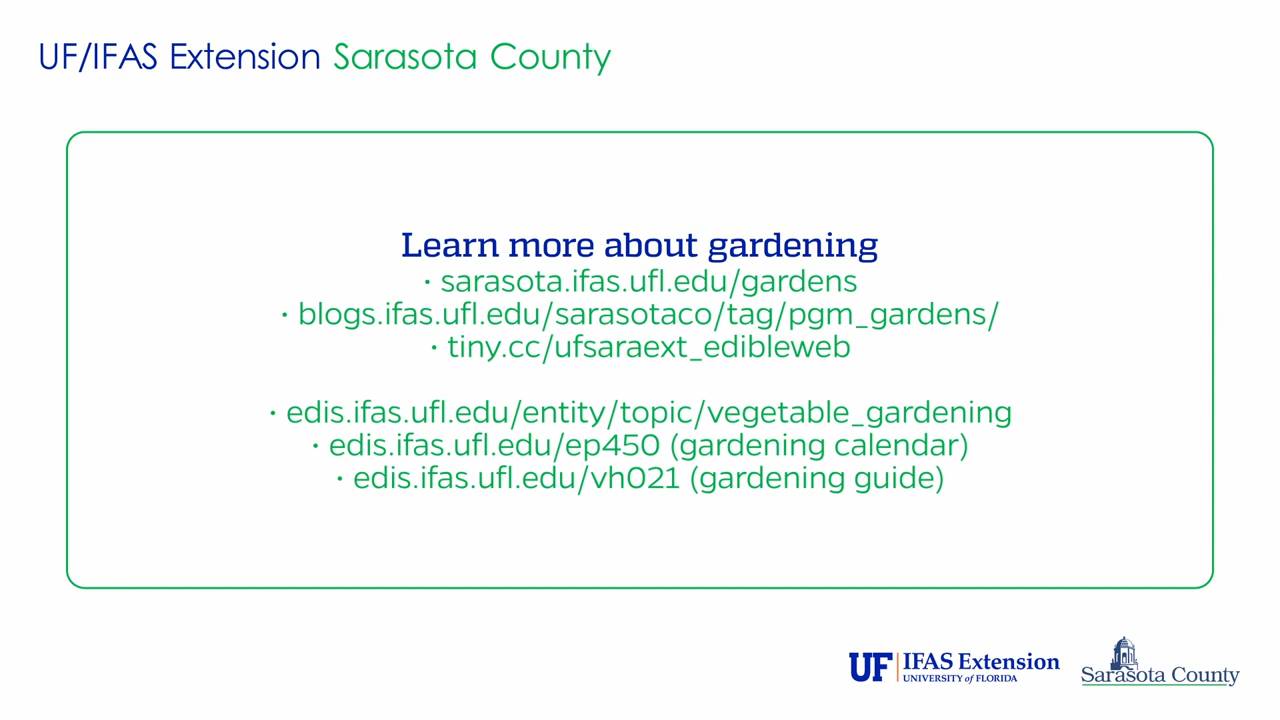 UF/IFAS Extension Sarasota County
Learn more about gardening
• sarasota.ifas.ufl.edu/gardens
• blogs.ifas.ufl.edu/sarasotaco/tag/pgm_gardens/
• tiny.cc/ufsaraext_edibleweb
• edis.ifas.ufl.edu/entity/topic/vegetable_gardening
• edis.ifas.ufl.edu/ep450 (gardening calendar)
• edis.ifas.ufl.edu/vh021 (gardening guide)
UF IFAS Extension
UNIVERSITY of FLORIDA
Sarasota County